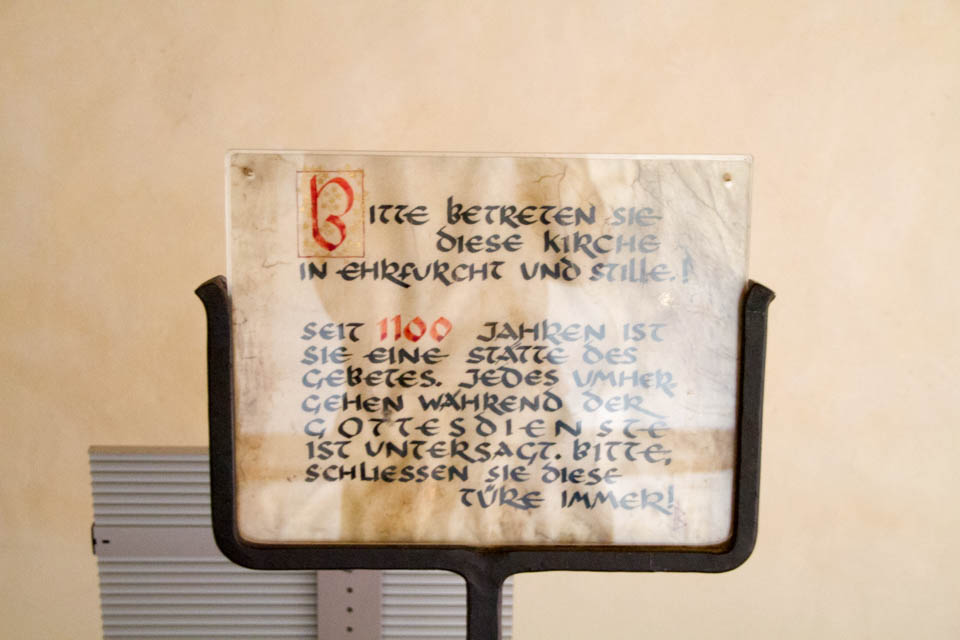 BITTE BETRETEN SIE
DIESE KIRCHE
IN EHRFURCHT UND STILLE!
SEIT 1100 JAHREN IST
SIE EINE STÄTTE DES
GEBETES. JEDES UMHER-
GEHEN WÄHREND DER
GOTTESDIENSTE
IST UNTERSAGT. BITTE,
SCHLIESSEN SIE DIESE
TÜRE IMMER!